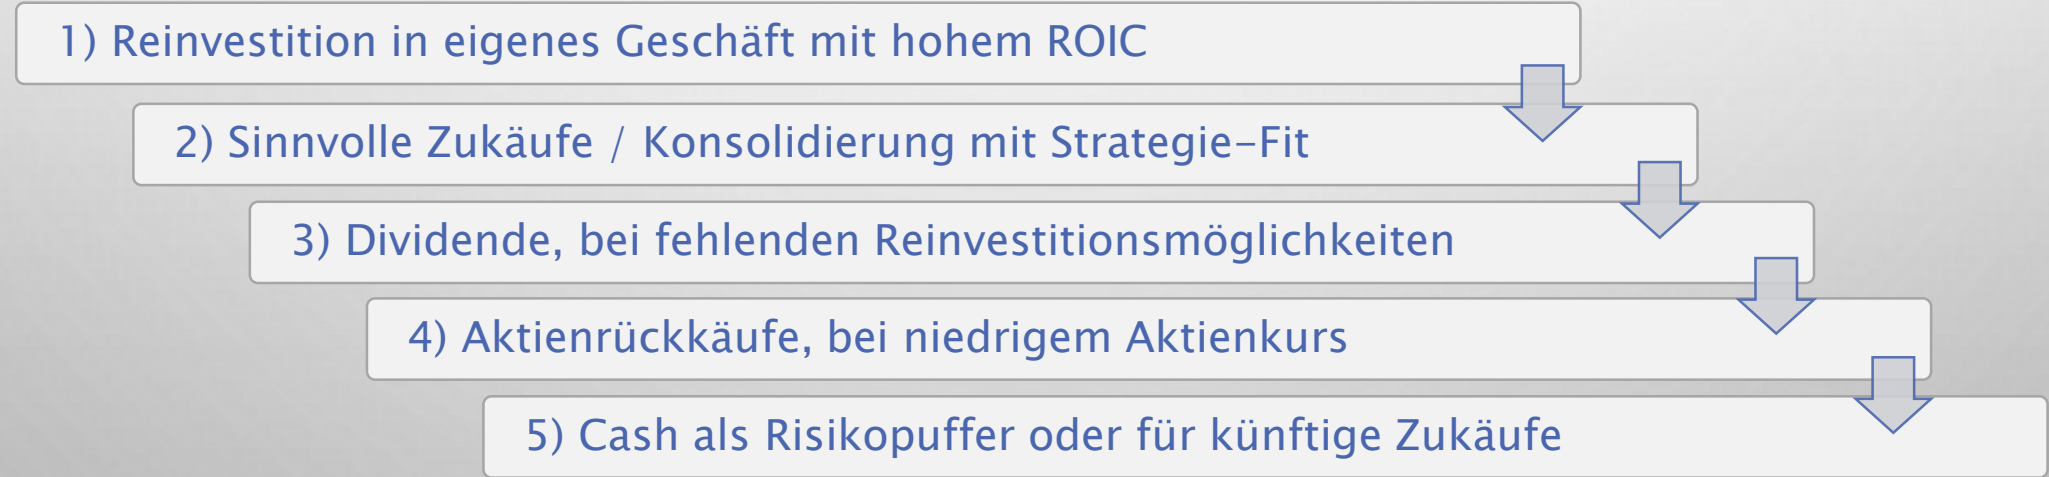 1) Reinvestition in eigenes Geschäft mit hohem ROIC
2) Sinnvolle Zukäufe / Konsolidierung mit Strategie-Fit
3) Dividende, bei fehlenden Reinvestitionsmöglichkeiten
4) Aktienrückkäufe, bei niedrigem Aktienkurs
5) Cash als Risikopuffer oder für künftige Zukäufe